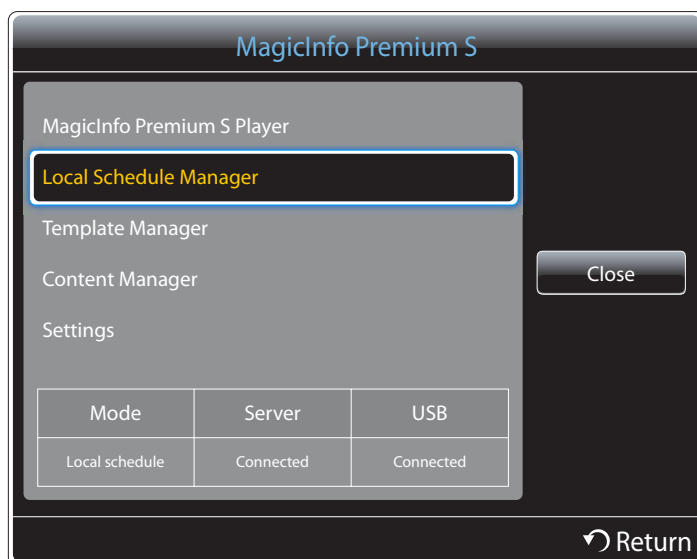 MagicInfo Premium S
MagicInfo Premium S Player
Local Schedule Manager
Template Manager
Content Manager
Settings
Close
Mode Server USB
Local schedule Connected Connected
Return